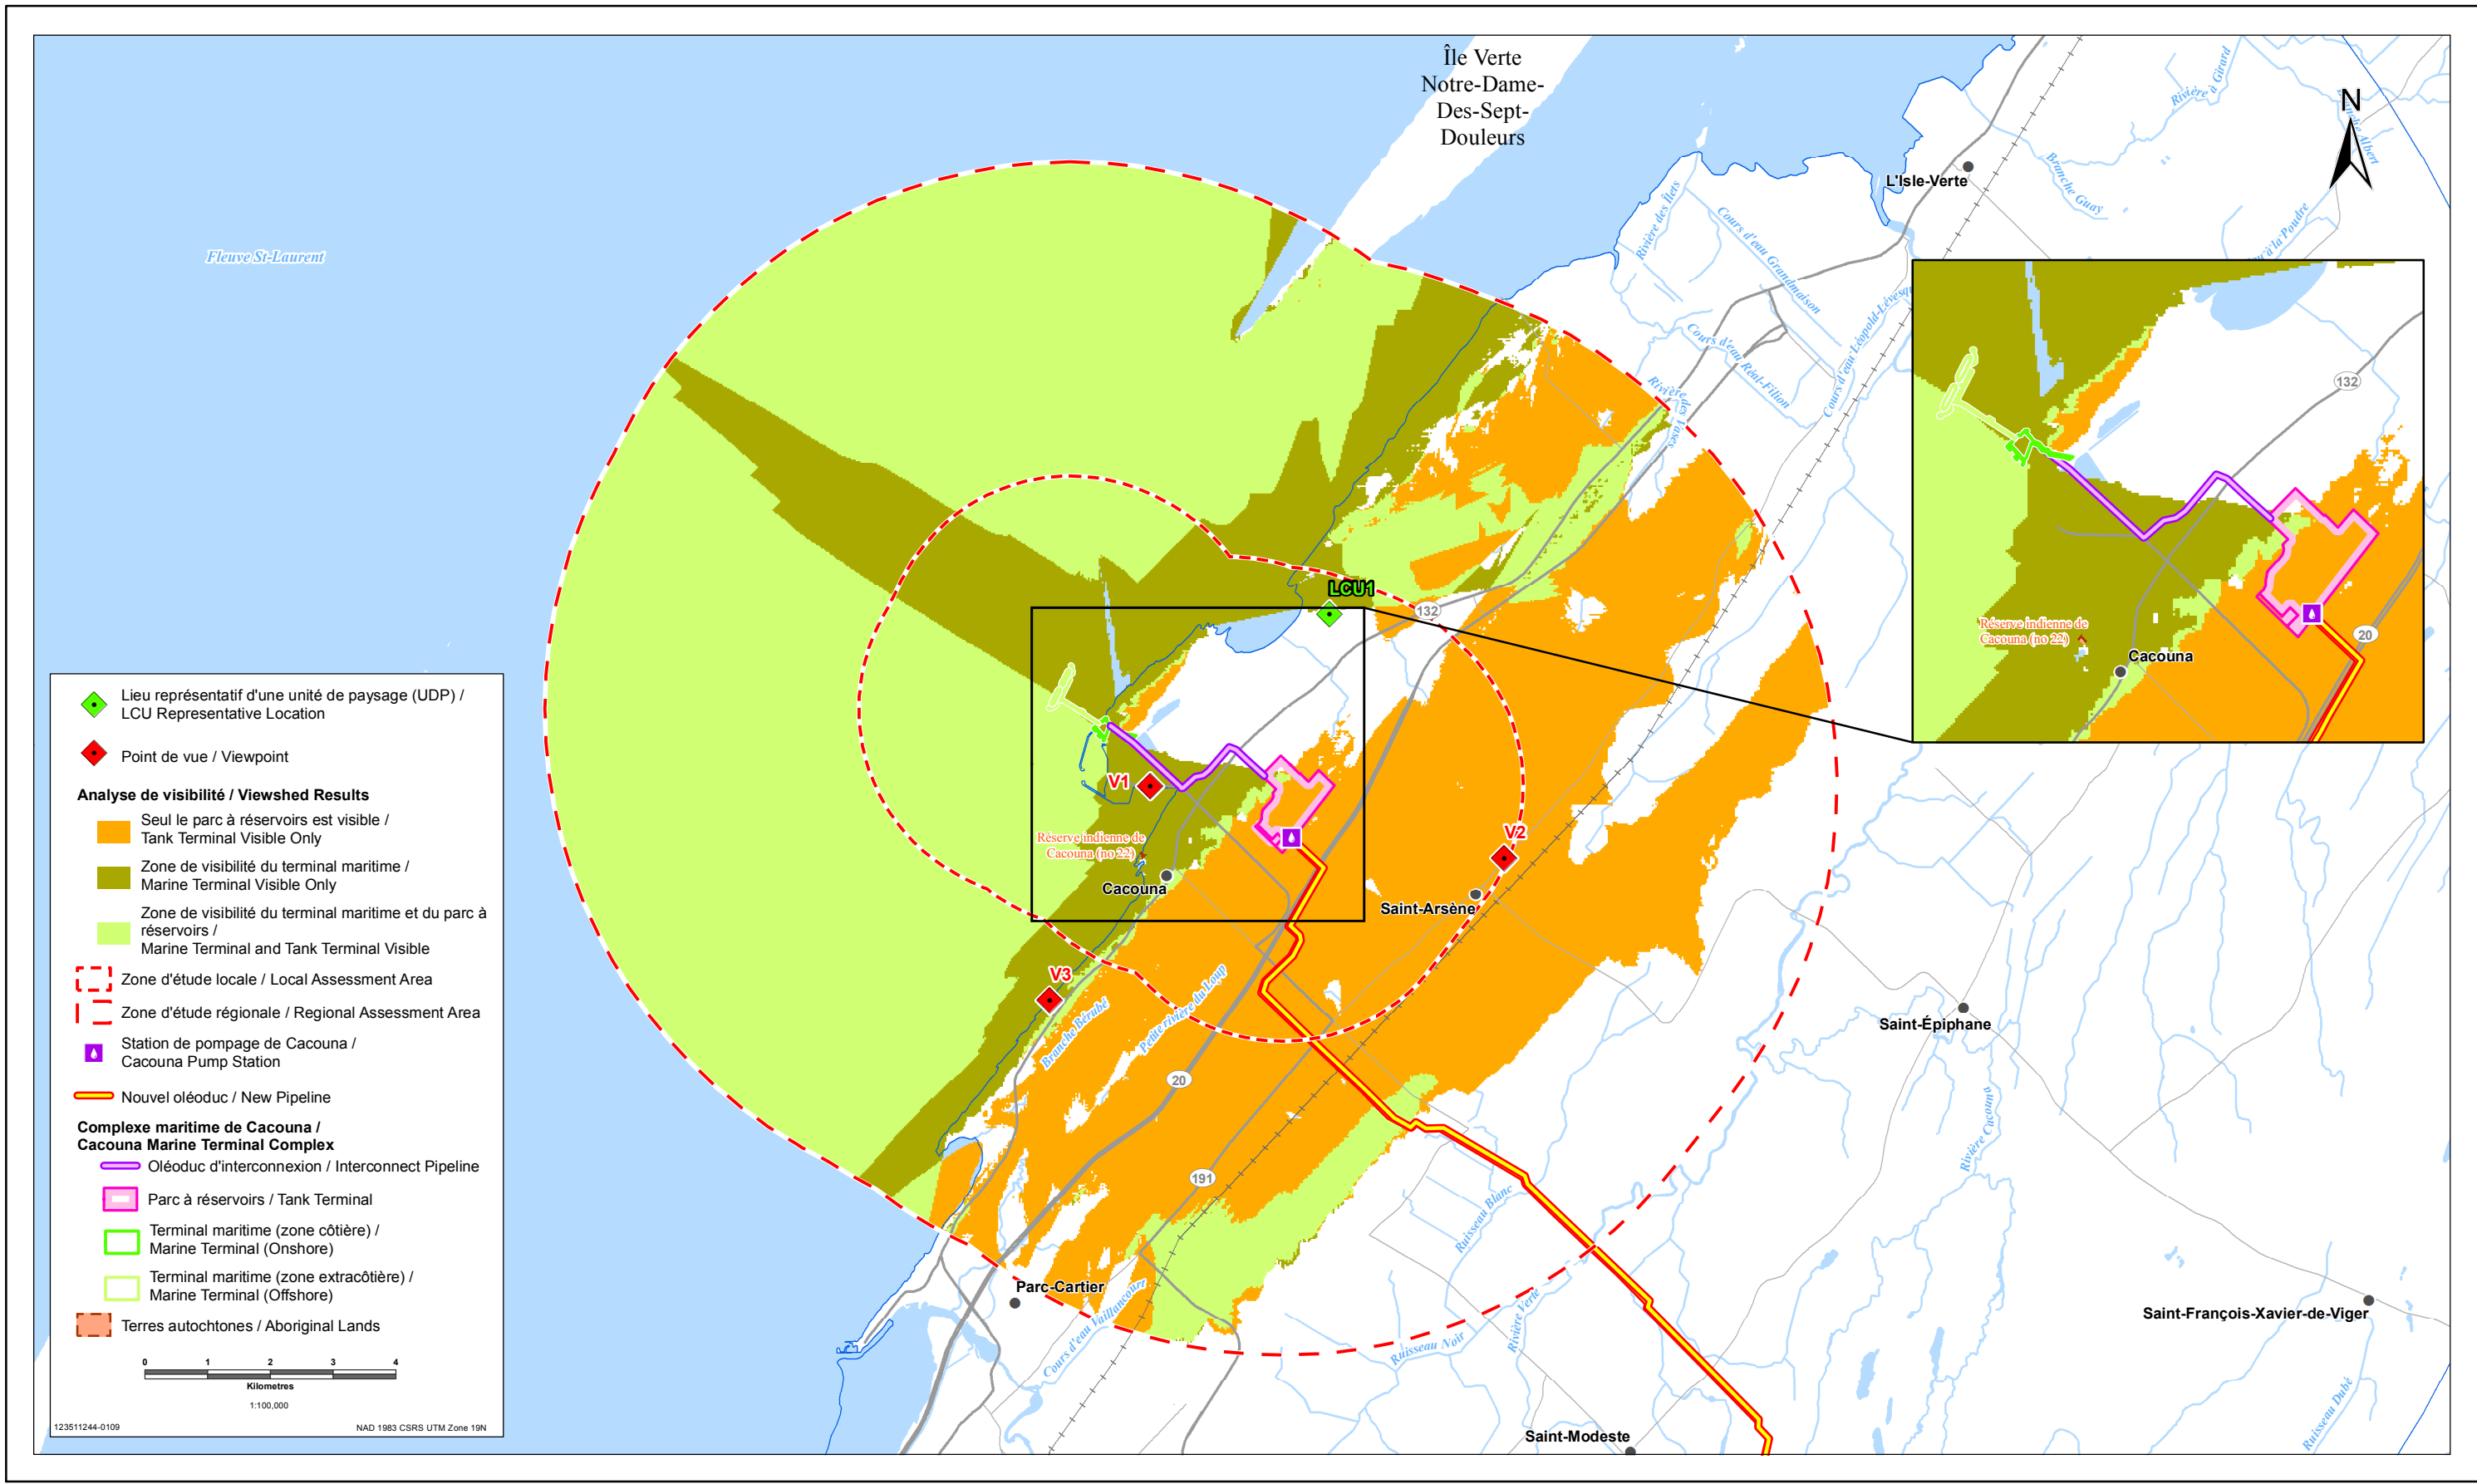 Île Verte
Notre-Dame-
Des-Sept-
Douleurs
N
Fleuve St-Laurent
L'Isle-Verte
Rivière à Girard
Branche Guay
Rivière des Îlets
Cours d'eau Grandmaison
Cours d'eau Réal-Filion
Rivière des Vases
132
LCU1
V1
V2
V3
Réserve indienne de
Cacouna (no 22)
Cacouna
Saint-Arsène
Branche Bérubé
Petite rivière du Loup
20
191
Parc-Cartier
Cours d'eau Vaillancourt
Ruisseau Blanc
Ruisseau Noir
Rivière Verte
Rivière Cacouna
Saint-Épiphane
Saint-François-Xavier-de-Viger
Saint-Modeste
Ruisseau Dubé
132
Réserve indienne de
Cacouna (no 22)
Cacouna
20
Lieu représentatif d'une unité de paysage (UDP) /
LCU Representative Location
Point de vue / Viewpoint
Analyse de visibilité / Viewshed Results
Seul le parc à réservoirs est visible /
Tank Terminal Visible Only
Zone de visibilité du terminal maritime /
Marine Terminal Visible Only
Zone de visibilité du terminal maritime et du parc à
réservoirs /
Marine Terminal and Tank Terminal Visible
Zone d'étude locale / Local Assessment Area
Zone d'étude régionale / Regional Assessment Area
Station de pompage de Cacouna /
Cacouna Pump Station
Nouvel oléoduc / New Pipeline
Complexe maritime de Cacouna /
Cacouna Marine Terminal Complex
Oléoduc d'interconnexion / Interconnect Pipeline
Parc à réservoirs / Tank Terminal
Terminal maritime (zone côtière) /
Marine Terminal (Onshore)
Terminal maritime (zone extracôtière) /
Marine Terminal (Offshore)
Terres autochtones / Aboriginal Lands
0 1 2 3 4
Kilometres
1:100,000
123511244-0109
NAD 1983 CSRS UTM Zone 19N